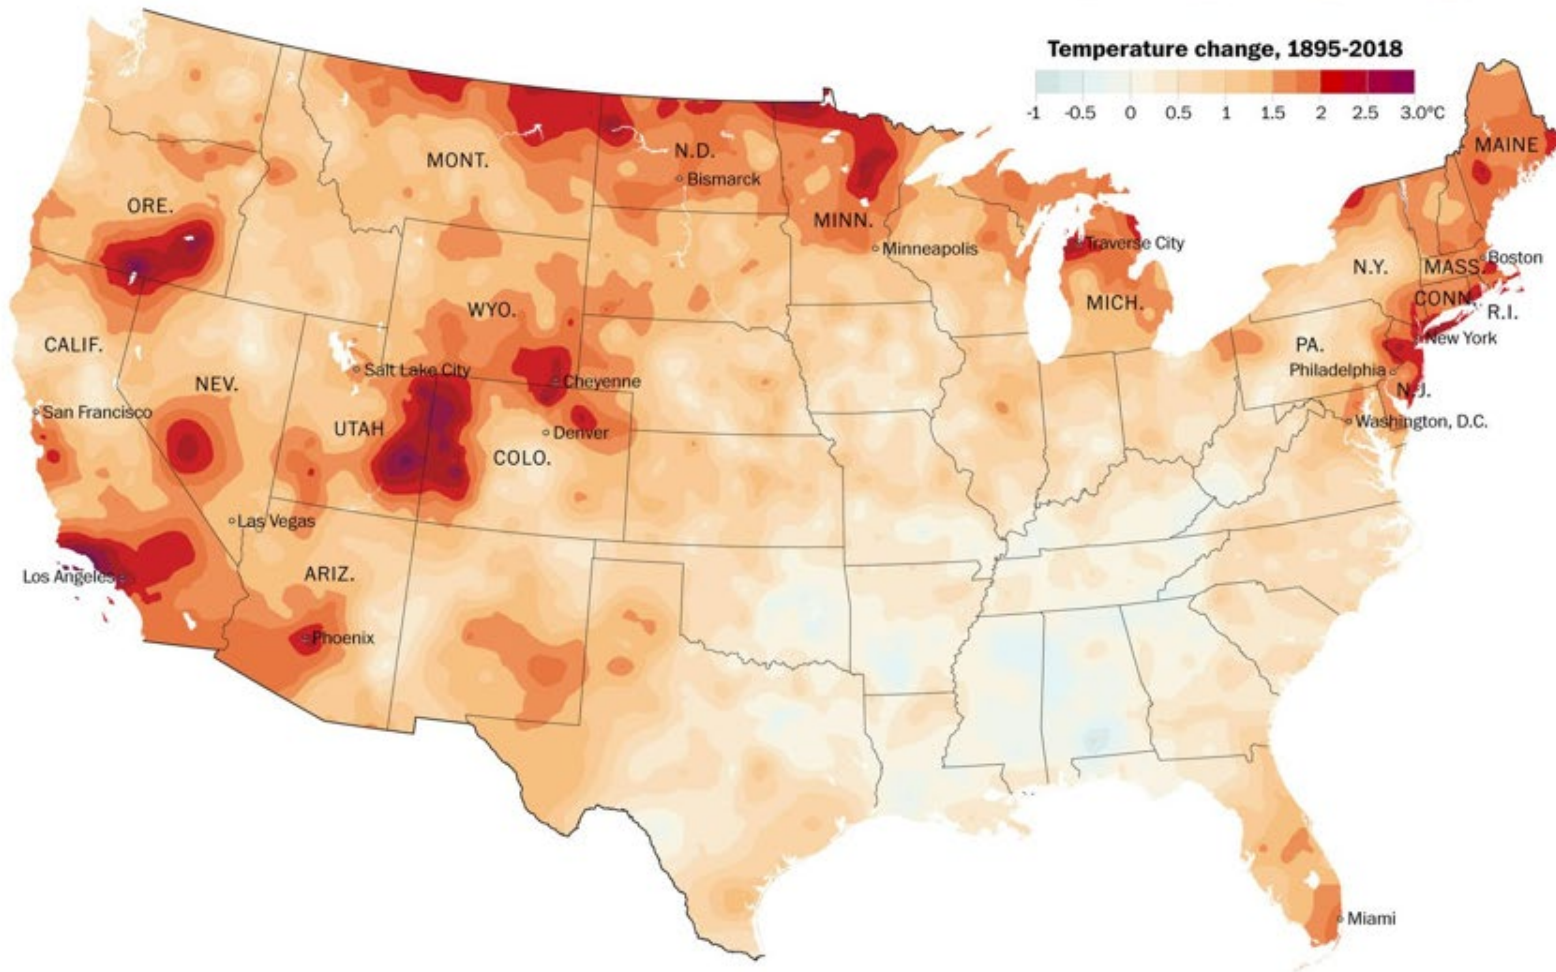 Temperature change, 1895-2018
-1 -0.5 0 0.5 1 1.5 2 2.5 3.0°C
MAINE
MONT.
N.D.
Bismarck
ORE.
MINN.
Minneapolis
Traverse City
N.Y.
MASS.
Boston
WYO.
MICH.
CONN.
R.I.
CALIF.
PA.
New York
Salt Lake City
Cheyenne
Philadelphia
NEV.
N.J.
San Francisco
UTAH
Denver
Washington, D.C.
COLO.
Las Vegas
Los Angeles
ARIZ.
Phoenix
Miami